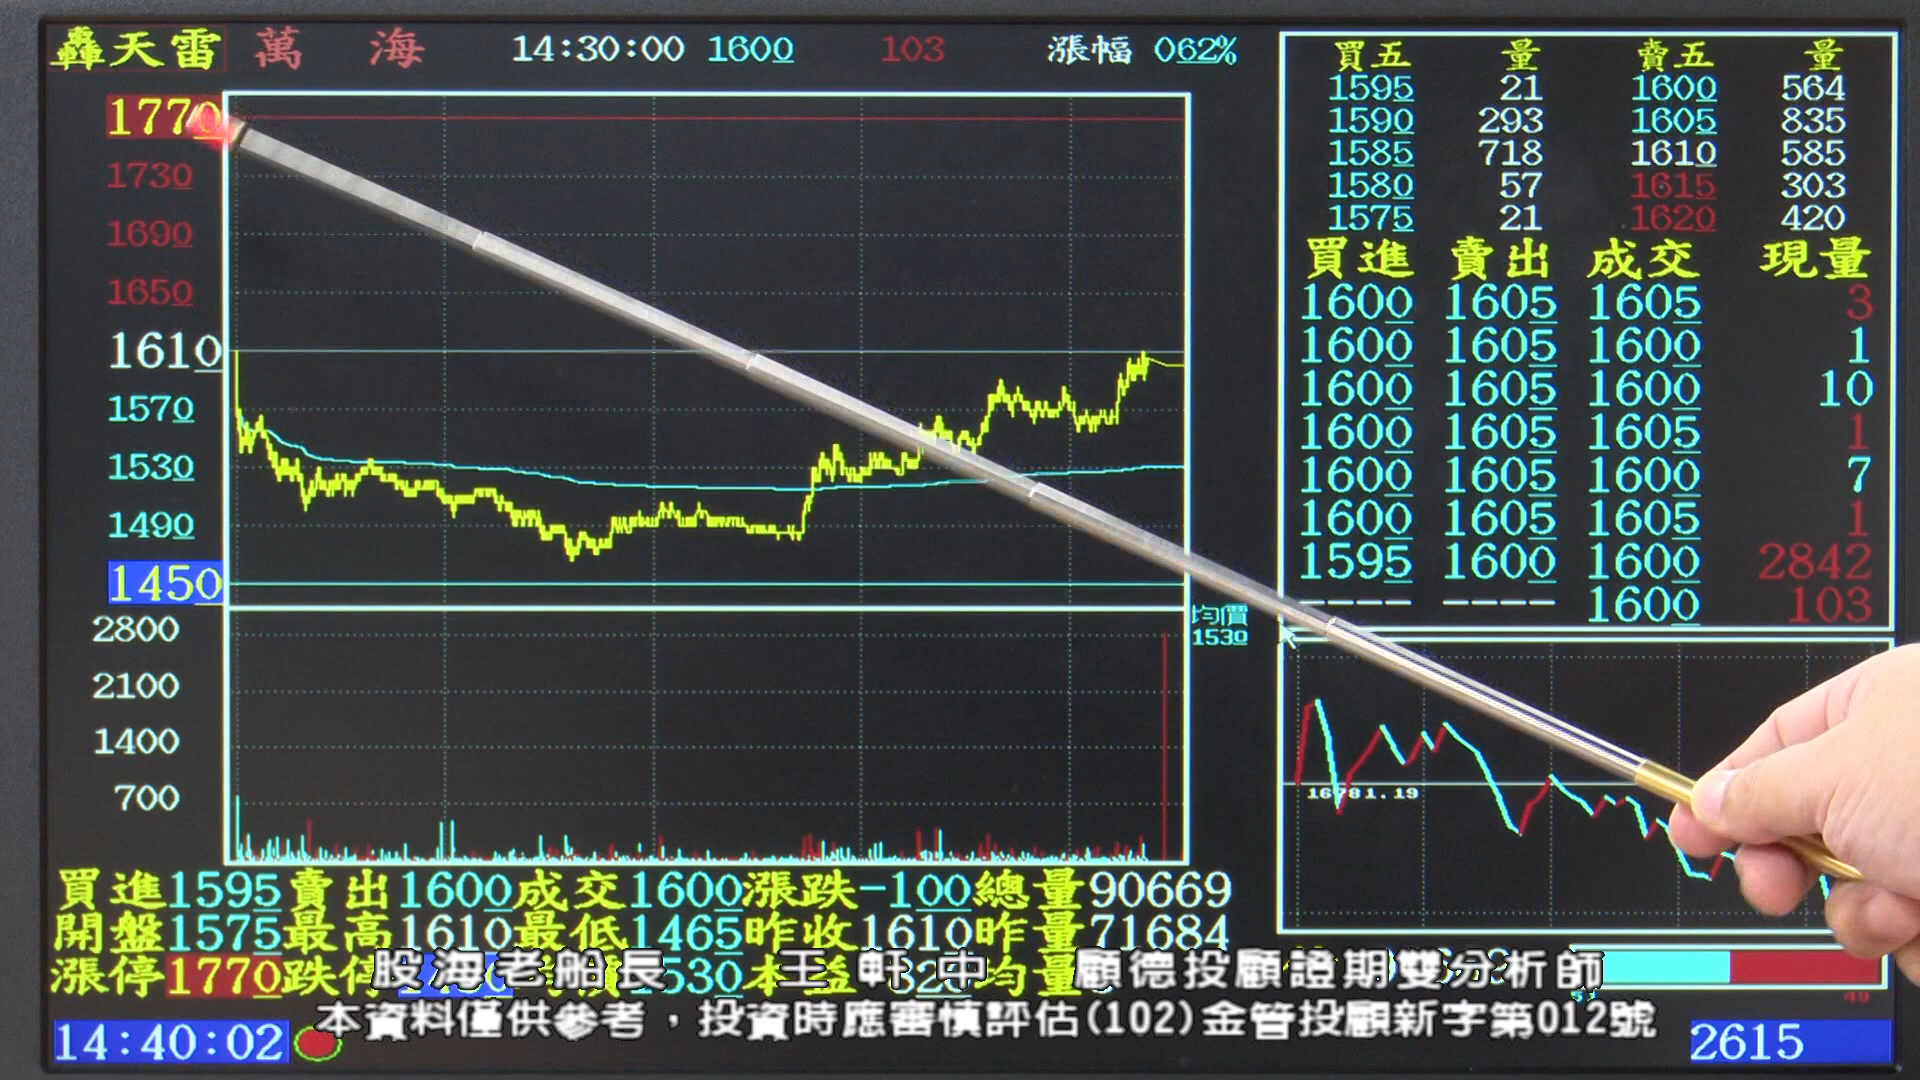 轟天雷 萬 海 14:30:00 1600 103 漲幅 062%
1770
1730
1690
1650
1610
1570
1530
1490
1450
2800
2100
1400
700
均價
1530
買五 量 賣五 量
1595 21 1600 564
1590 293 1605 835
1585 718 1610 585
1580 57 1615 303
1575 21 1620 420
買進 賣出 成交 現量
1600 1605 1605 3
1600 1605 1600 1
1600 1605 1600 10
1600 1605 1605 1
1600 1605 1600 7
1600 1605 1605 1
1595 1600 1600 2842
---- ---- 1600 103
16781.19
買進1595賣出1600成交1600漲跌-100總量90669
開盤1575最高1610最低1465昨收1610昨量71684
漲停1770跌停 530本益 均量
股海老船長 王軒中 顧德投顧證期雙分析師
本資料僅供參考，投資時應審慎評估(102)金管投顧新字第012號
14:40:02 2615